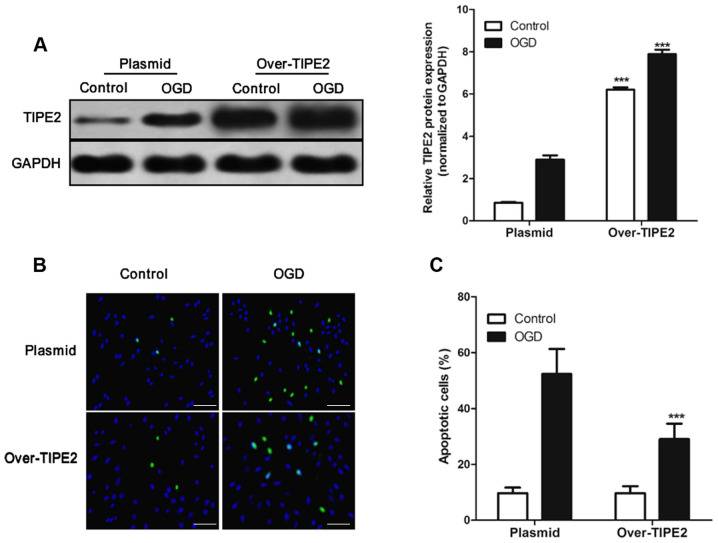 A
Plasmid
Over-TIPE2
Control
OGD
Control
OGD
TIPE2
GAPDH
Relative TIPE2 protein expression
(normalized to GAPDH)
10
8
6
4
2
0
Control
OGD
***
***
Plasmid
Over-TIPE2
B
Control
OGD
Plasmid
Over-TIPE2
C
Apoptotic cells (%)
80
60
40
20
0
Control
OGD
***
Plasmid
Over-TIPE2